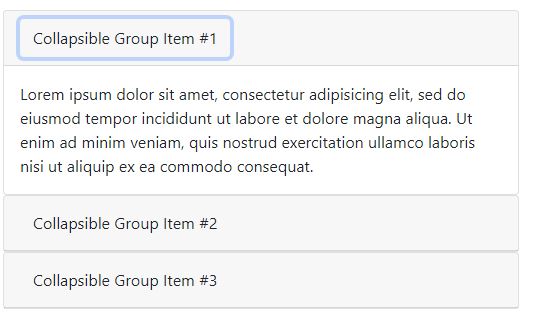 Collapsible Group Item #1
Lorem ipsum dolor sit amet, consectetur adipisicing elit, sed do
eiusmod tempor incididunt ut labore et dolore magna aliqua. Ut
enim ad minim veniam, quis nostrud exercitation ullamco laboris
nisi ut aliquip ex ea commodo consequat.
Collapsible Group Item #2
Collapsible Group Item #3